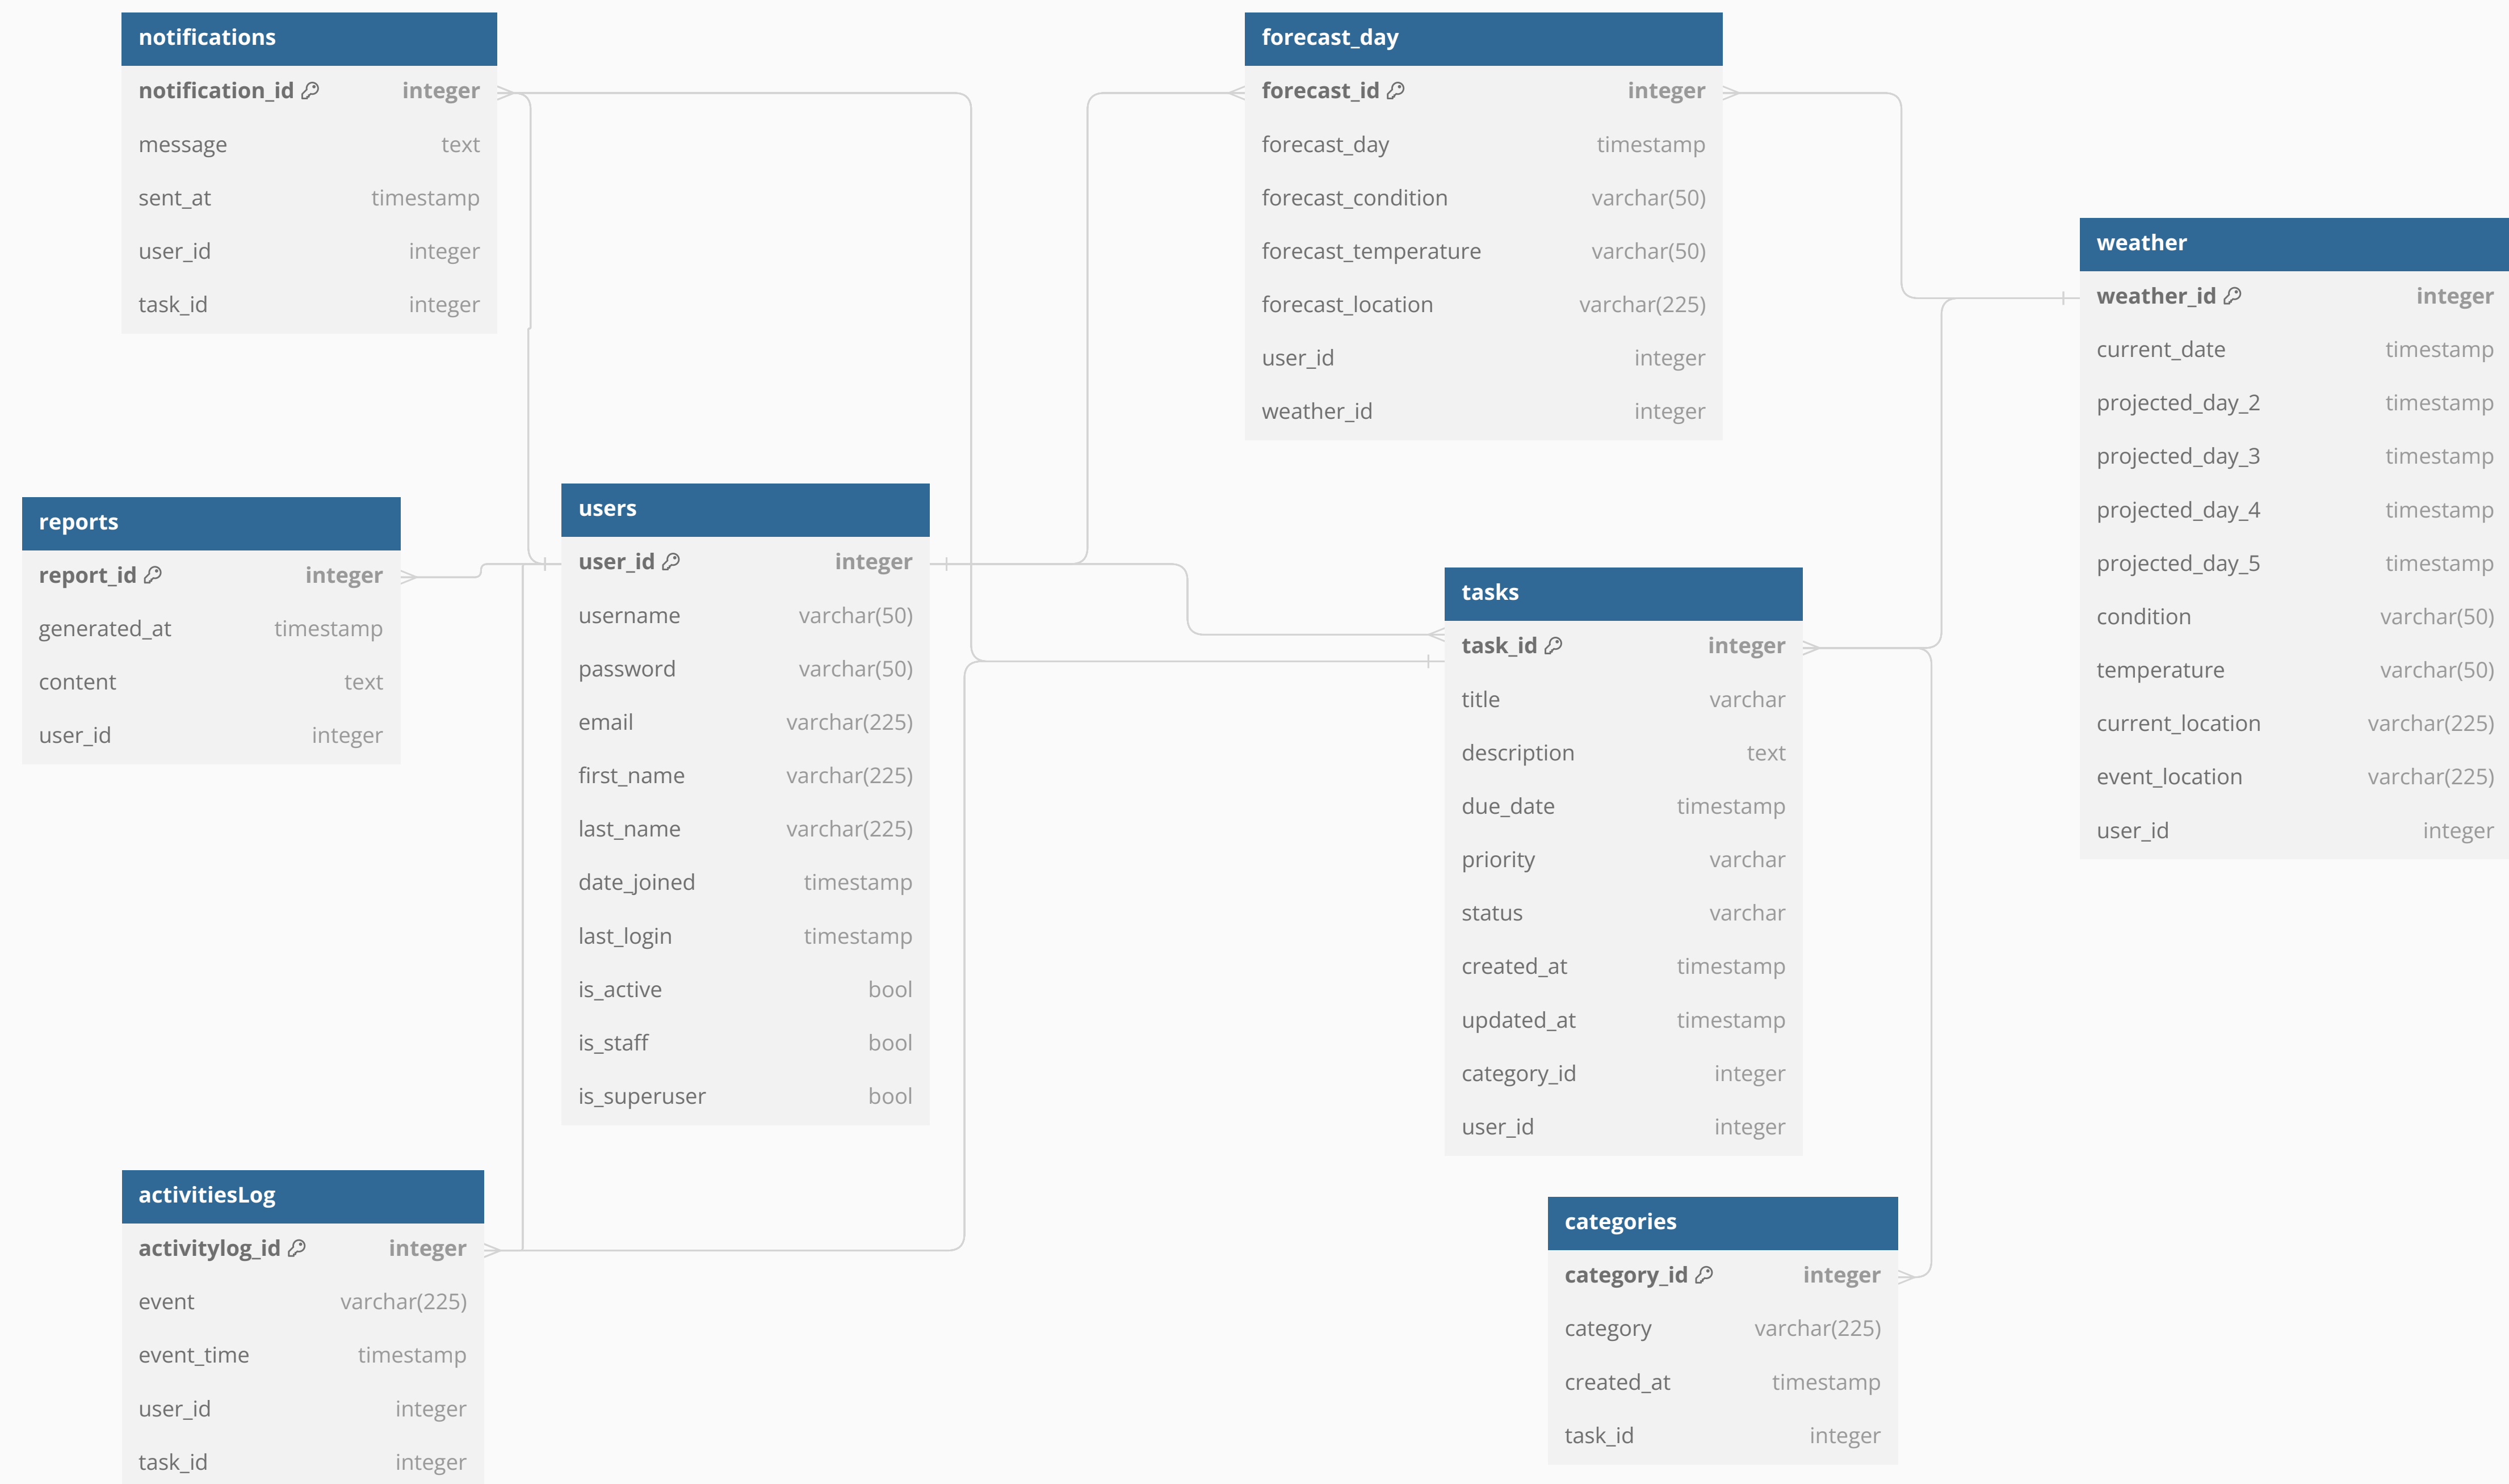 notifications
notification_id integer
message text
sent_at timestamp
user_id integer
task_id integer
forecast_day
forecast_id integer
forecast_day timestamp
forecast_condition varchar(50)
forecast_temperature varchar(50)
forecast_location varchar(225)
user_id integer
weather_id integer
weather
weather_id integer
current_date timestamp
projected_day_2 timestamp
projected_day_3 timestamp
projected_day_4 timestamp
projected_day_5 timestamp
condition varchar(50)
temperature varchar(50)
current_location varchar(225)
event_location varchar(225)
user_id integer
reports
report_id integer
generated_at timestamp
content text
user_id integer
users
user_id integer
username varchar(50)
password varchar(50)
email varchar(225)
first_name varchar(225)
last_name varchar(225)
date_joined timestamp
last_login timestamp
is_active bool
is_staff bool
is_superuser bool
tasks
task_id integer
title varchar
description text
due_date timestamp
priority varchar
status varchar
created_at timestamp
updated_at timestamp
category_id integer
user_id integer
activitiesLog
activitylog_id integer
event varchar(225)
event_time timestamp
user_id integer
task_id integer
categories
category_id integer
category varchar(225)
created_at timestamp
task_id integer